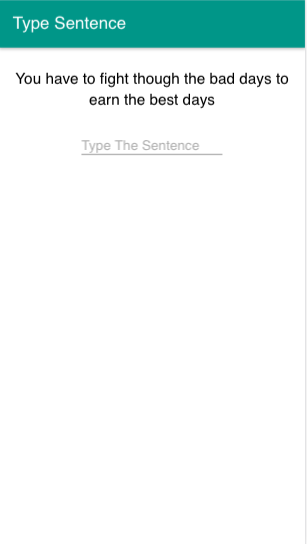 Type Sentence
You have to fight though the bad days to
earn the best days
Type The Sentence